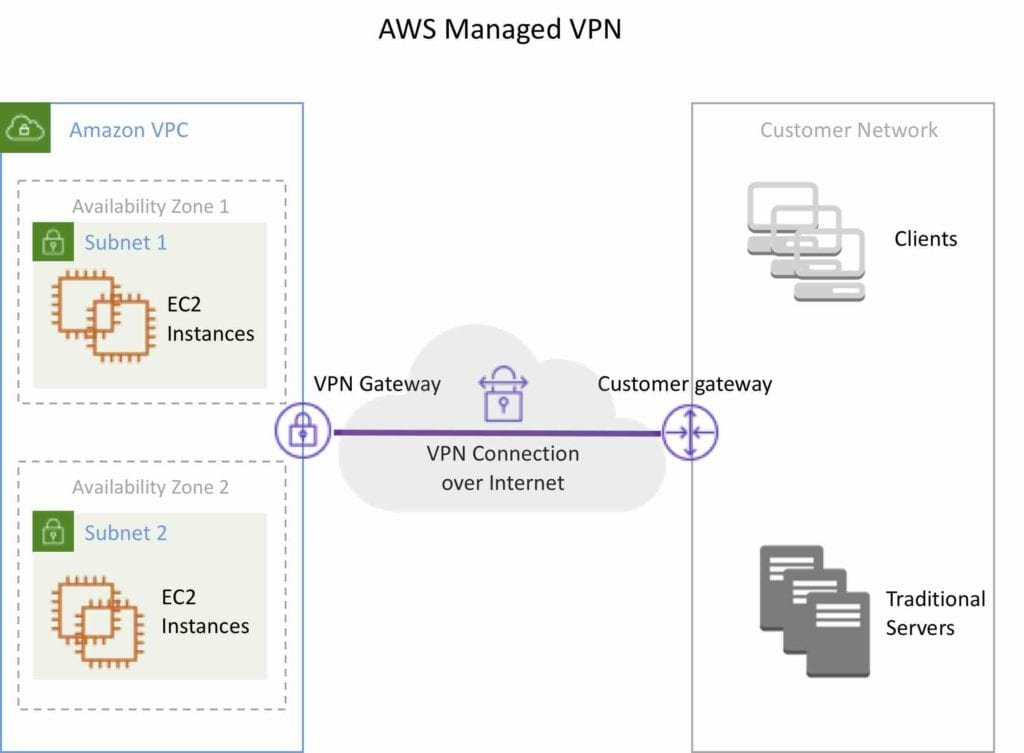 AWS Managed VPN
Amazon VPC
Availability Zone 1
Subnet 1
EC2
Instances
Availability Zone 2
Subnet 2
EC2
Instances
VPN Gateway
VPN Connection
over Internet
Customer gateway
Customer Network
Clients
Traditional
Servers